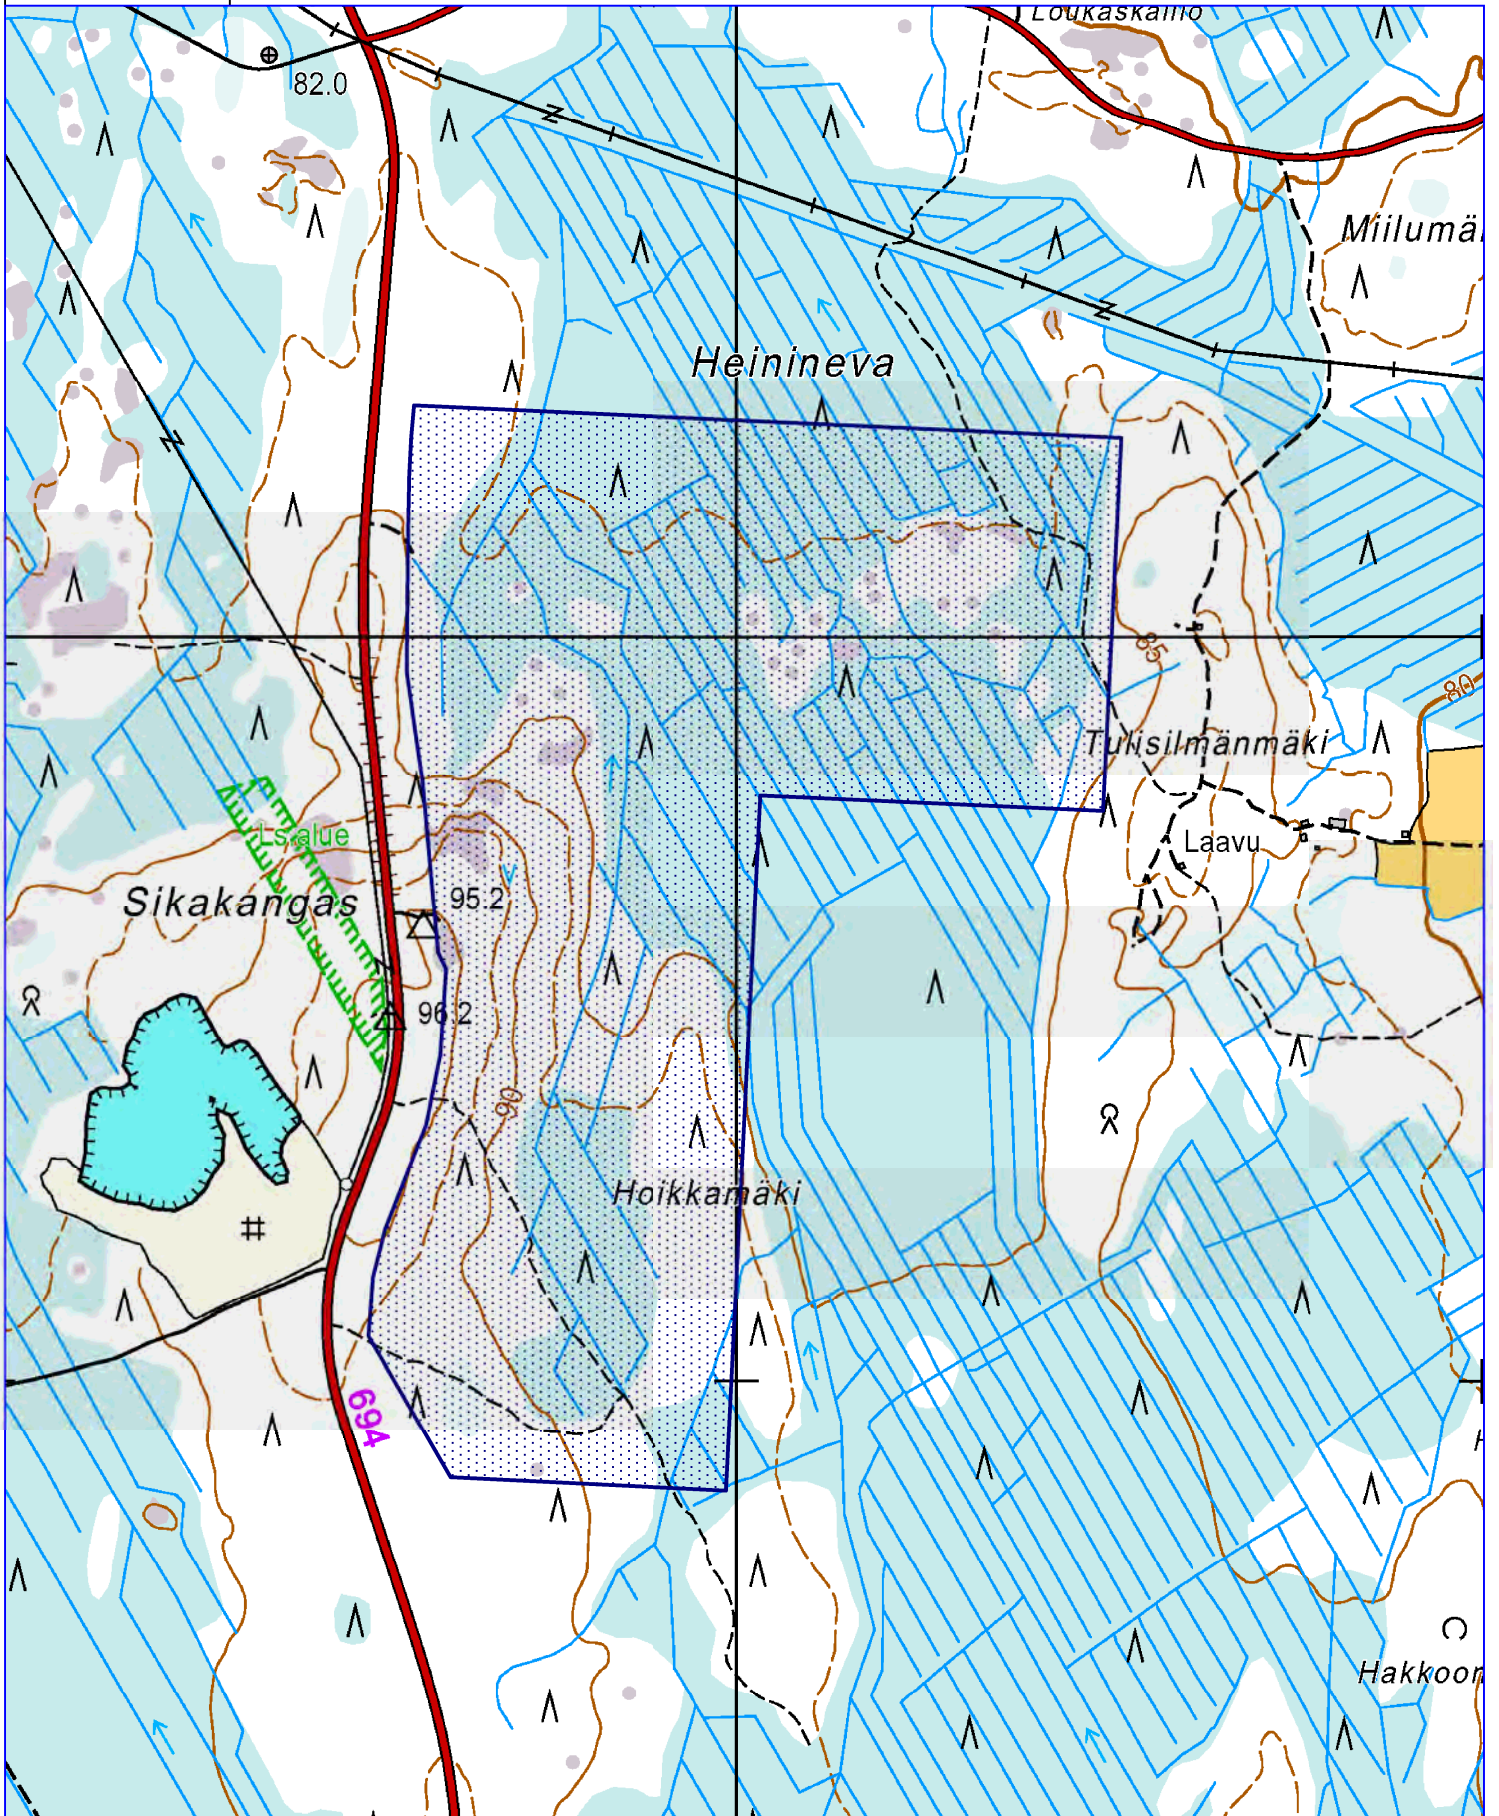 Loukaskallio
82.0
Miilumä
Heinineva
85
80
Tulisilmänmäki
Ls alue
Laavu
Sikakangas
95.2
96.2
90
Hoikkamäki
694
H
Hakkoor